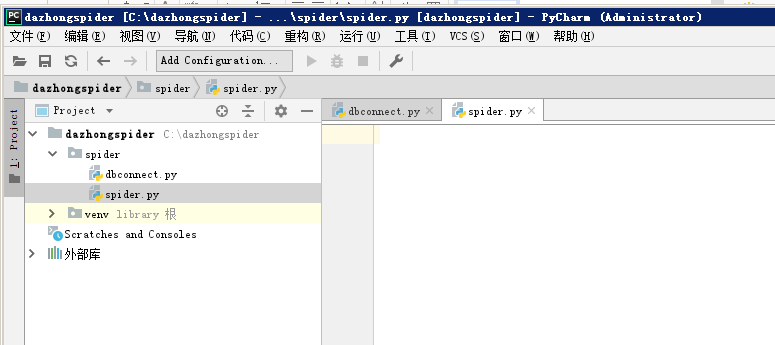 dazhongspider [C:\dazhongspider] - ...\spider\spider.py [dazhongspider] - PyCharm (Administrator)
文件(F) 编辑(E) 视图(V) 导航(N) 代码(C) 重构(R) 运行(U) 工具(T) VCS(S) 窗口(W) 帮助(H)
Add Configuration...
dazhongspider spider spider.py
1: Project
Project
dbconnect.py spider.py
dazhongspider C:\dazhongspider
spider
dbconnect.py
spider.py
venv library 根
Scratches and Consoles
外部库